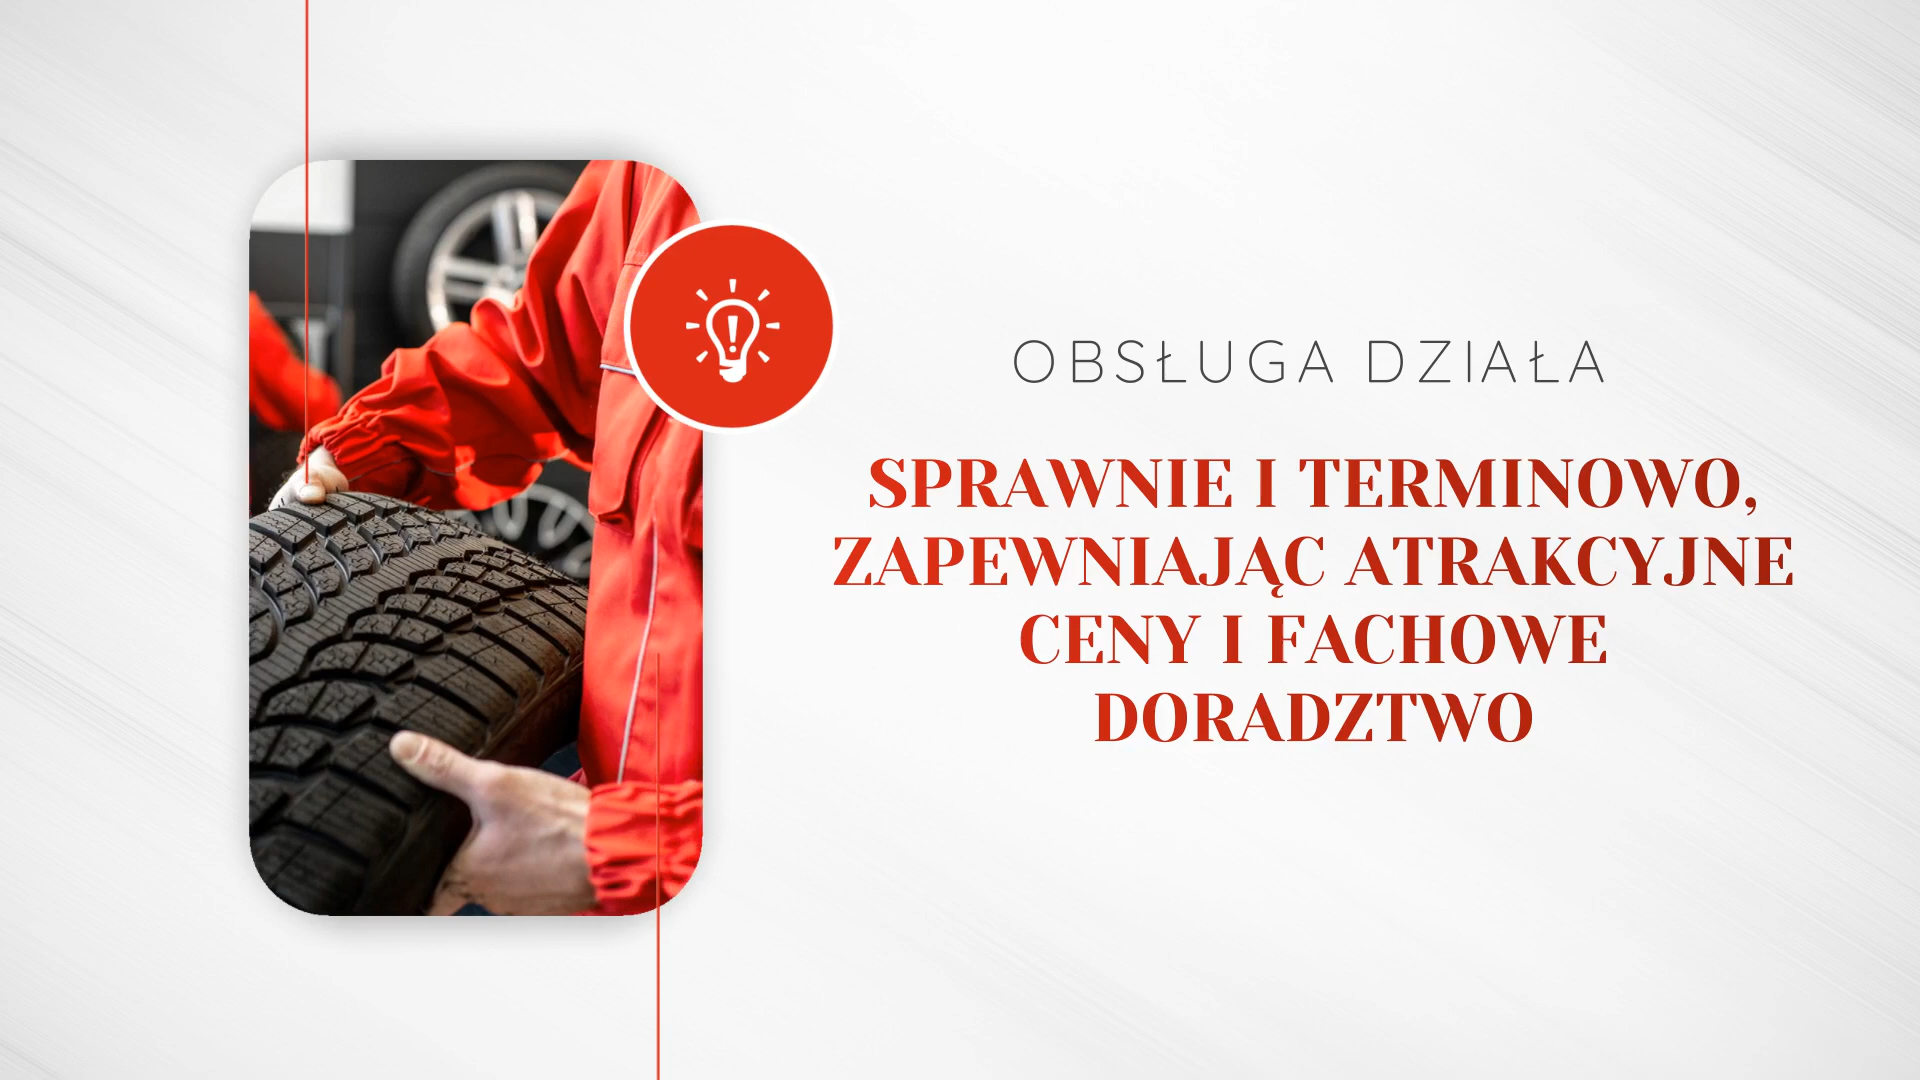 OBSŁUGA DZIAŁA
SPRAWNIE I TERMINOWO,
ZAPEWNIAJĄC ATRAKCYJNE
CENY I FACHOWE
DORADZTWO